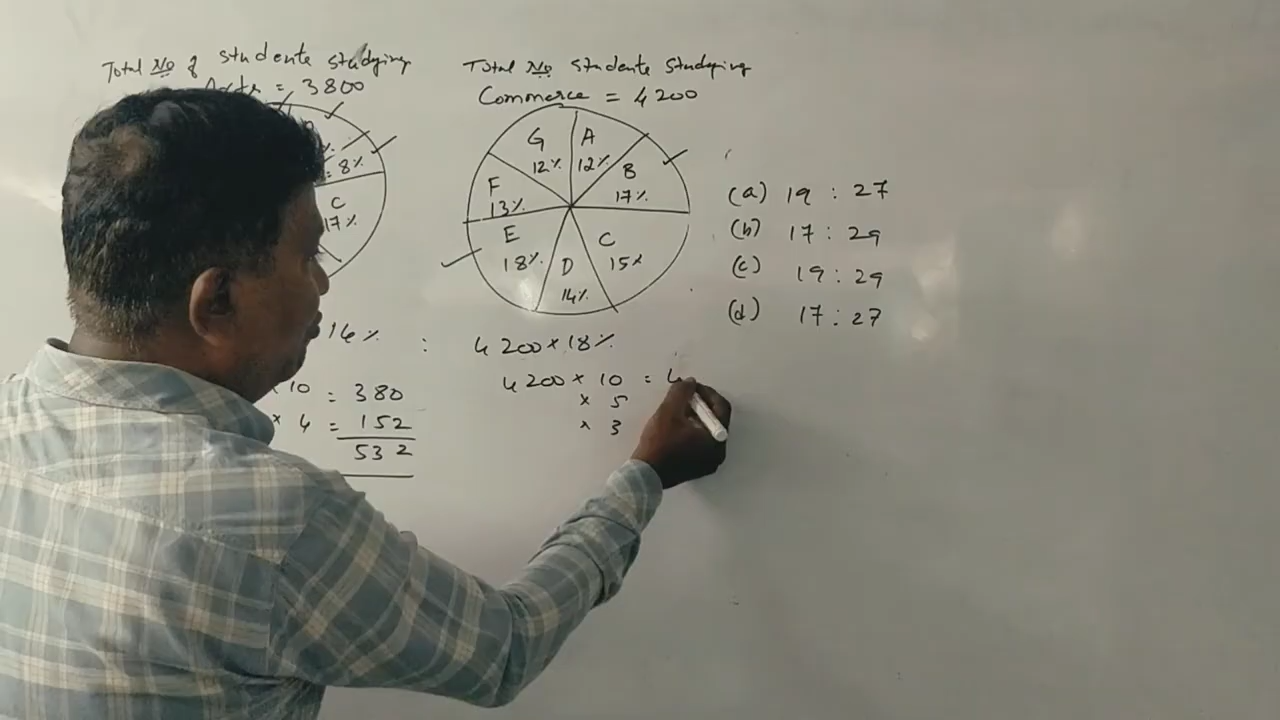 Total No of Students Studying
Arts = 3800
8%
C
17%
Total No Students Studying
Commerce = 4200
G
12%
A
12%
B
17%
F
13%
E
18%
D
14%
C
15%
(a) 19 : 27
(b) 17 : 29
(c) 19 : 29
(d) 17 : 27
14% : 4200 × 18%
10 = 380
× 4 = 152
532
4200 × 10 = 4
× 5
× 3